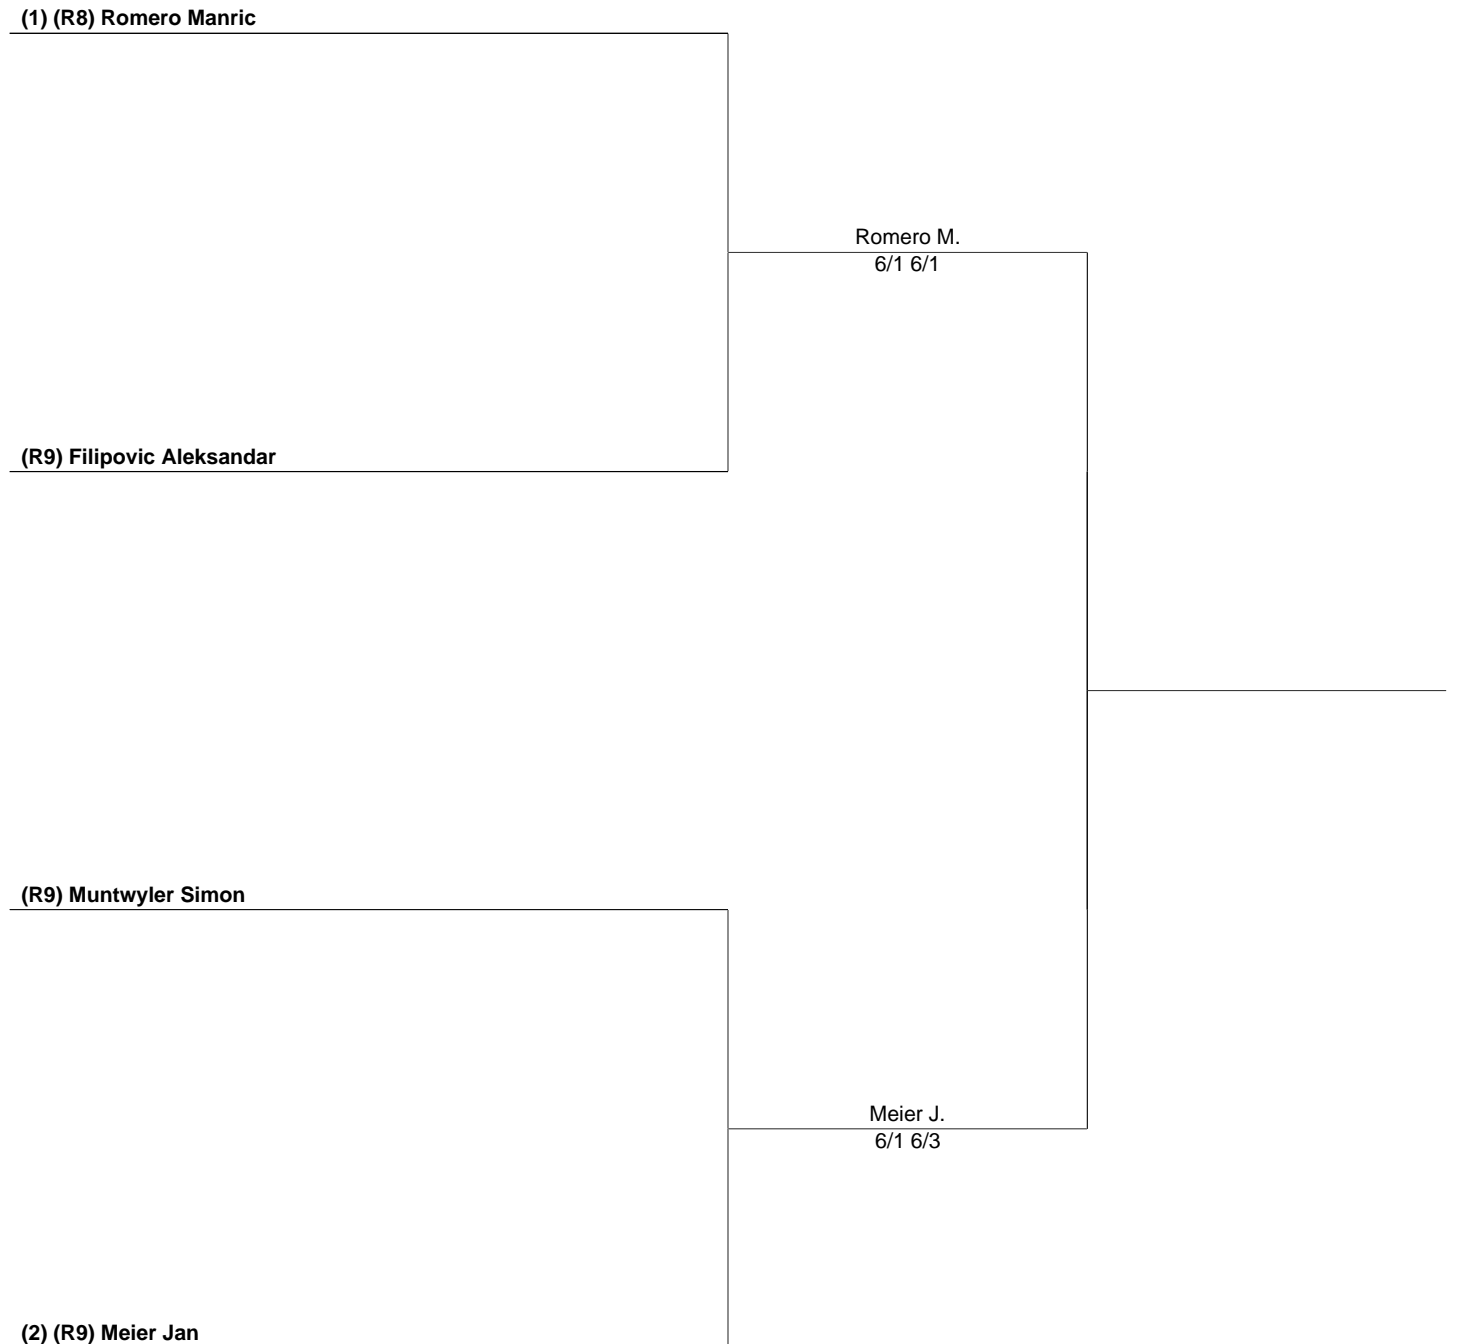 (1) (R8) Romero Manric
Romero M.
6/1 6/1
(R9) Filipovic Aleksandar
(R9) Muntwyler Simon
Meier J.
6/1 6/3
(2) (R9) Meier Jan